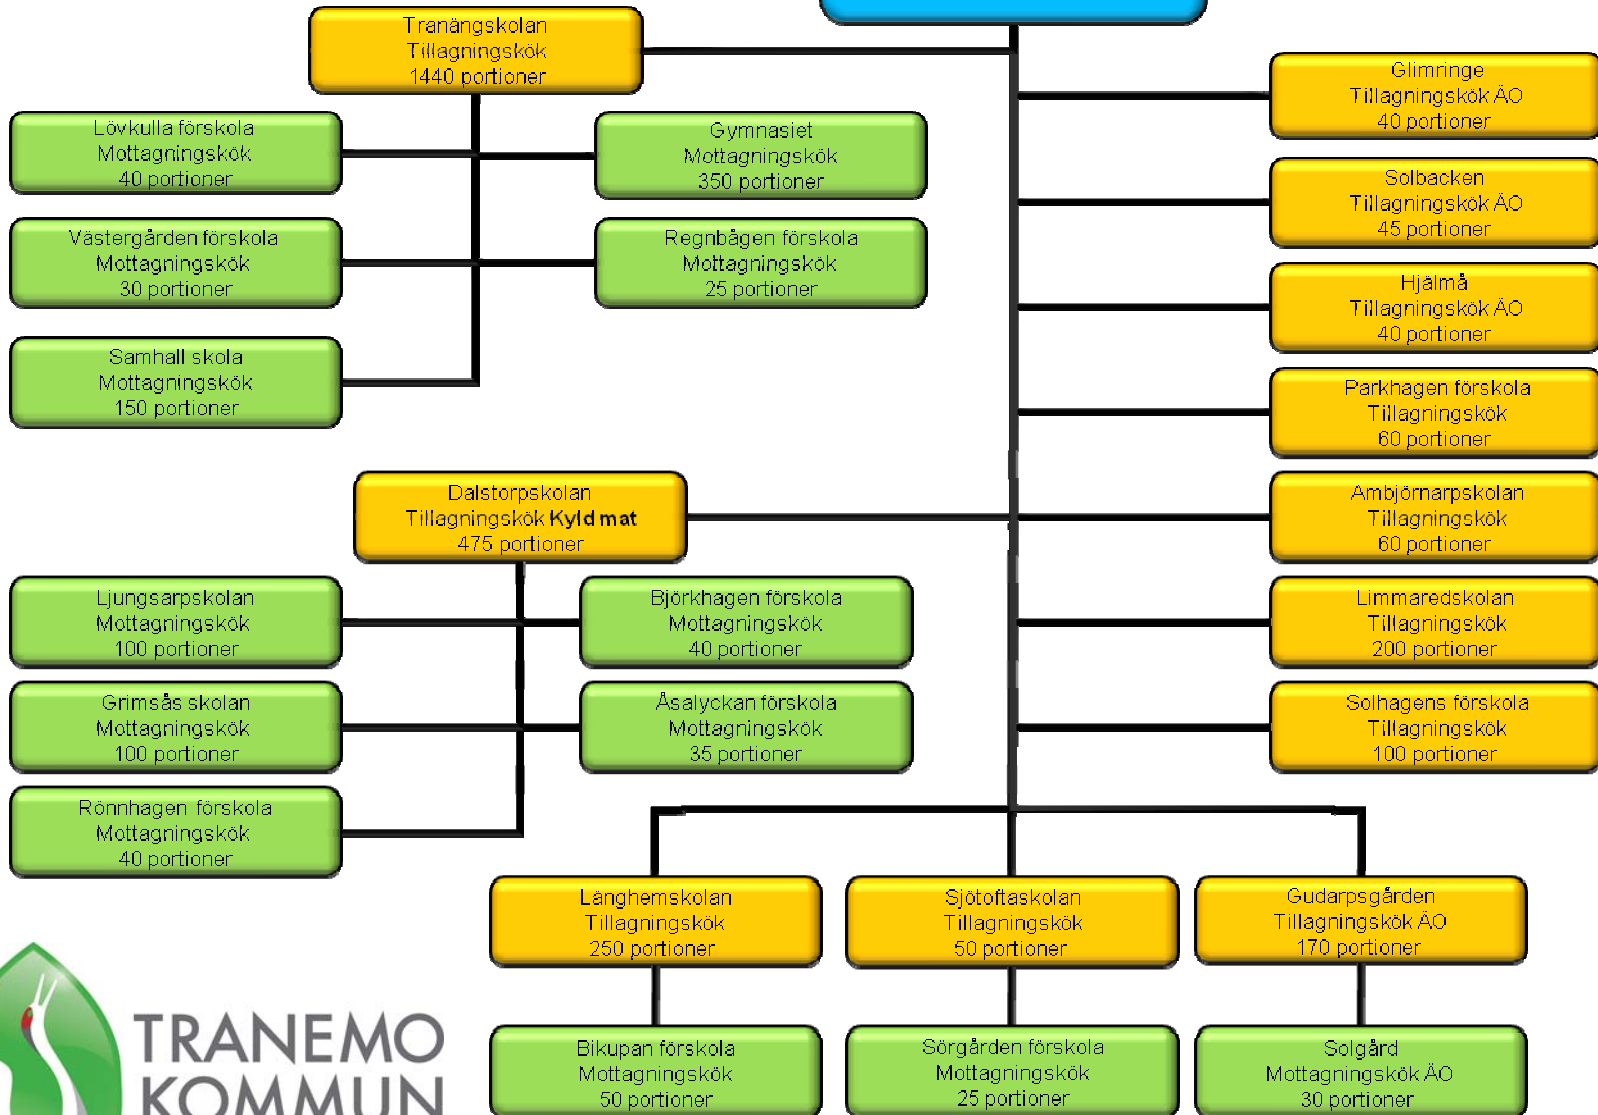 Tranängskolan
Tillagningskök
1440 portioner
Lövkulla förskola
Mottagningskök
40 portioner
Gymnasiet
Mottagningskök
350 portioner
Västergården förskola
Mottagningskök
30 portioner
Regnbågen förskola
Mottagningskök
25 portioner
Samhall skola
Mottagningskök
150 portioner
Dalstorpskolan
Tillagningskök Kyld mat
475 portioner
Ljungsarpskolan
Mottagningskök
100 portioner
Björkhagen förskola
Mottagningskök
40 portioner
Grimsås skolan
Mottagningskök
100 portioner
Åsalyckan förskola
Mottagningskök
35 portioner
Rönnhagen förskola
Mottagningskök
40 portioner
Glimringe
Tillagningskök ÄO
40 portioner
Solbacken
Tillagningskök ÄO
45 portioner
Hjälmå
Tillagningskök ÄO
40 portioner
Parkhagen förskola
Tillagningskök
60 portioner
Ambjörnarpskolan
Tillagningskök
60 portioner
Limmaredskolan
Tillagningskök
200 portioner
Solhagens förskola
Tillagningskök
100 portioner
Länghemskolan
Tillagningskök
250 portioner
Sjötoftaskolan
Tillagningskök
50 portioner
Gudarpsgården
Tillagningskök ÄO
170 portioner
Bikupan förskola
Mottagningskök
50 portioner
Sörgården förskola
Mottagningskök
25 portioner
Solgård
Mottagningskök ÄO
30 portioner
TRANEMO
KOMMUN